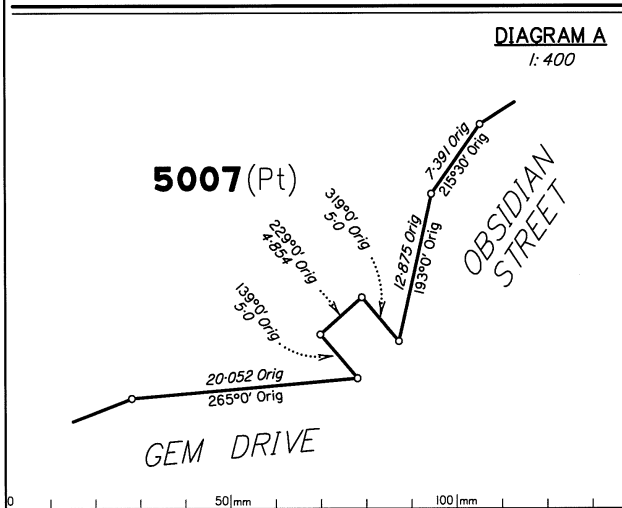 DIAGRAM A
1:400
5007 (Pt)
7·391 Orig
215°30' Orig
OBSIDIAN
STREET
319°0' Orig
5·0
229°0' Orig
4·854
12·875 Orig
193°0' Orig
139°0' Orig
5·0
20·052 Orig
265°0' Orig
GEM DRIVE
0 50 mm 100 mm